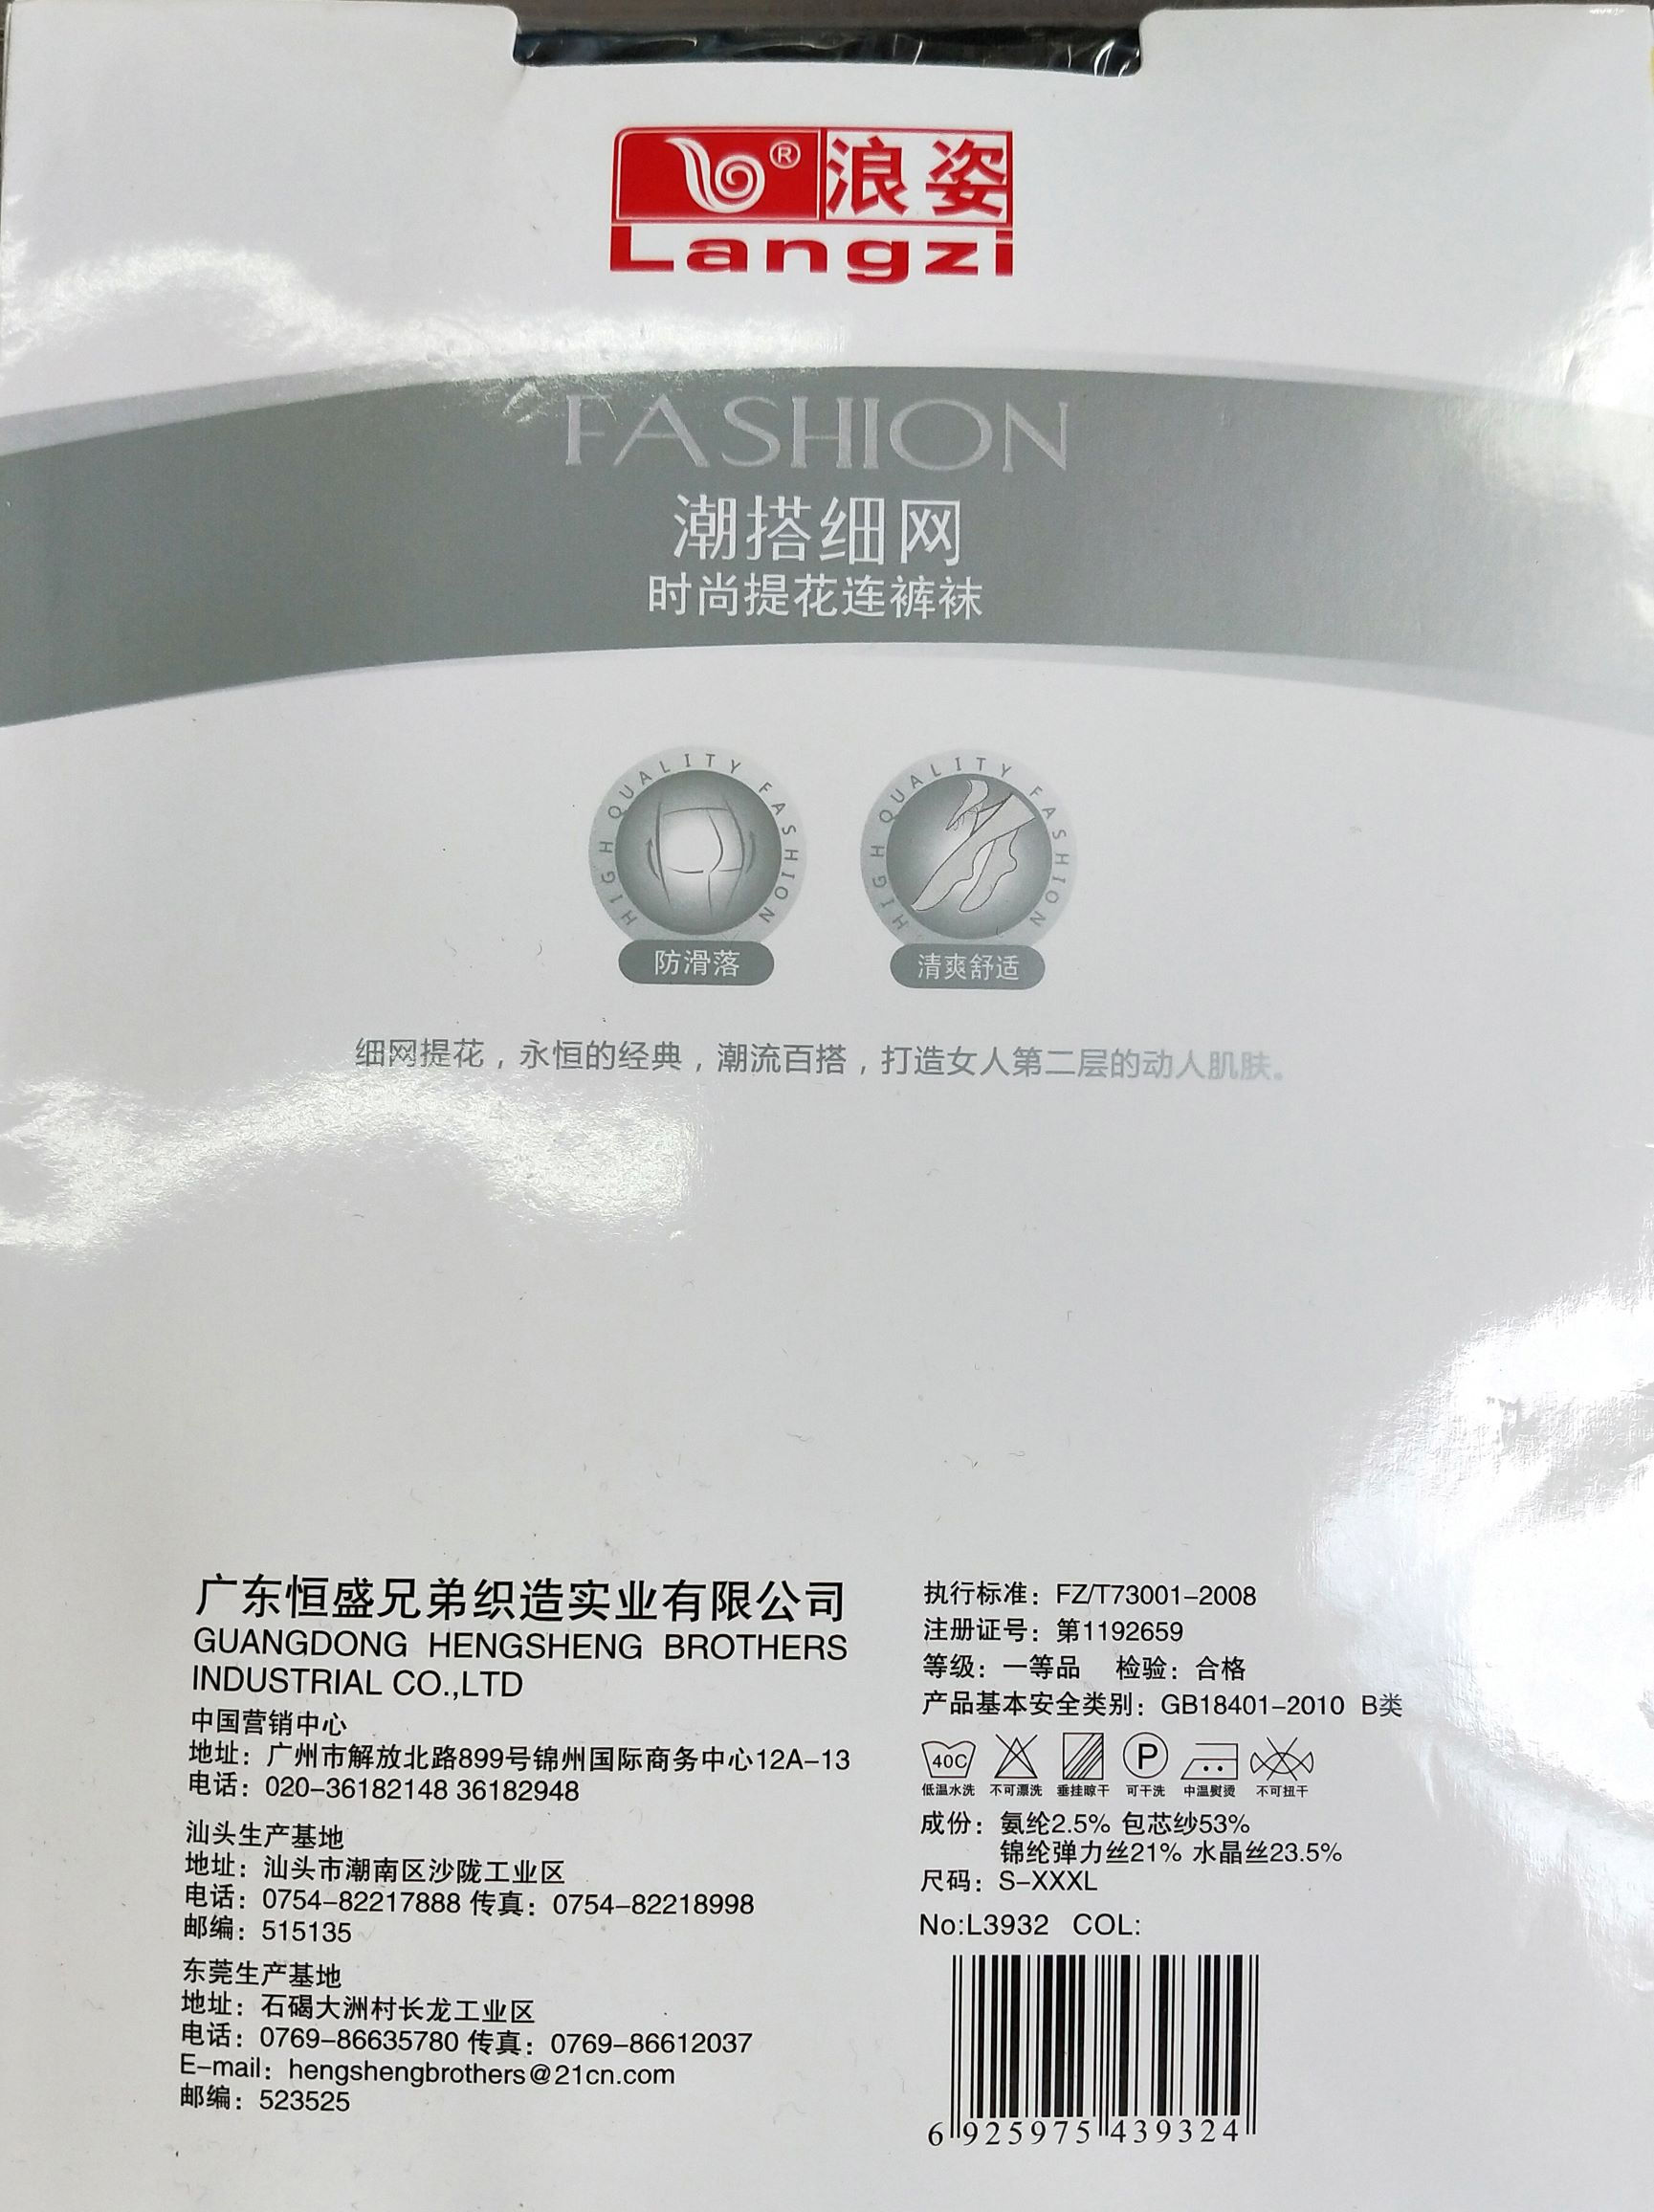 ® 浪姿
Langzi
FASHION
潮搭细网
时尚提花连裤袜
HIGH QUALITY FASHION
防滑落
HIGH QUALITY FASHION
清爽舒适
细网提花，永恒的经典，潮流百搭，打造女人第二层的动人肌肤。
广东恒盛兄弟织造实业有限公司
GUANGDONG HENGSHENG BROTHERS
INDUSTRIAL CO.,LTD
中国营销中心
地址：广州市解放北路899号锦州国际商务中心12A-13
电话：020-36182148 36182948
汕头生产基地
地址：汕头市潮南区沙陇工业区
电话：0754-82217888 传真：0754-82218998
邮编：515135
东莞生产基地
地址：石碣大洲村长龙工业区
电话：0769-86635780 传真：0769-86612037
E-mail：hengshengbrothers@21cn.com
邮编：523525
执行标准：FZ/T73001-2008
注册证号：第1192659
等级：一等品 检验：合格
产品基本安全类别：GB18401-2010 B类
40C P
低温水洗 不可漂洗 垂挂晾干 可干洗 中温熨烫 不可扭干
成份：氨纶2.5% 包芯纱53%
锦纶弹力丝21% 水晶丝23.5%
尺码：S-XXXL
No:L3932 COL:
6 925975 439324